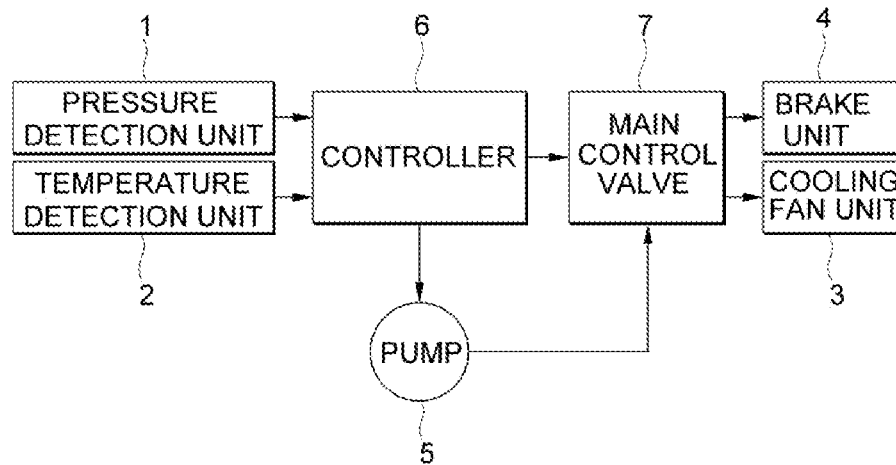 1
6
7
4
PRESSURE
DETECTION UNIT
TEMPERATURE
DETECTION UNIT
CONTROLLER
MAIN
CONTROL
VALVE
BRAKE
UNIT
COOLING
FAN UNIT
2
3
PUMP
5